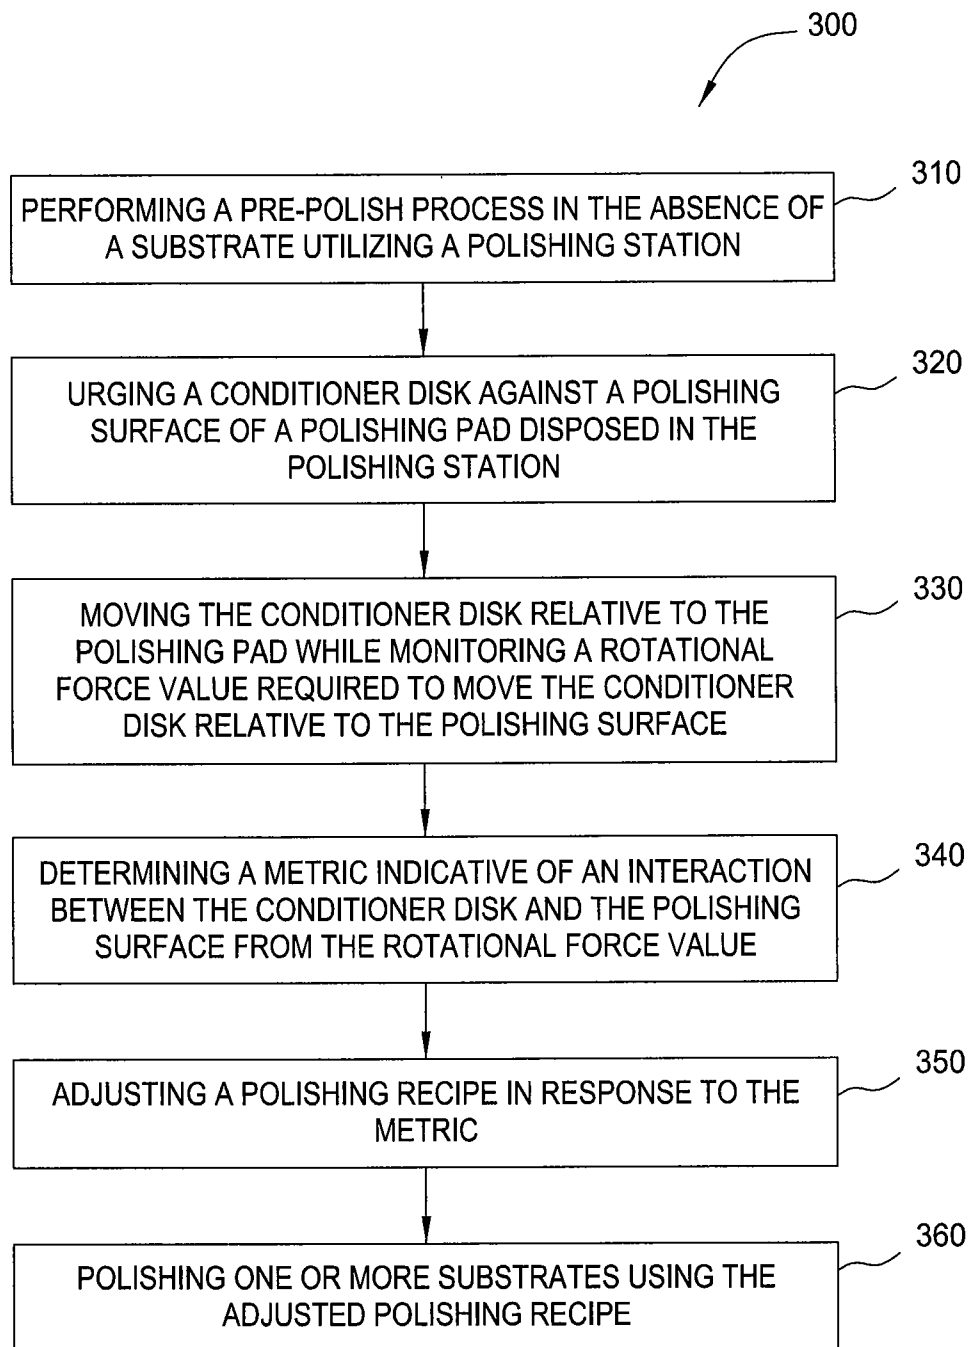 300
310
PERFORMING A PRE-POLISH PROCESS IN THE ABSENCE OF
A SUBSTRATE UTILIZING A POLISHING STATION
320
URGING A CONDITIONER DISK AGAINST A POLISHING
SURFACE OF A POLISHING PAD DISPOSED IN THE
POLISHING STATION
330
MOVING THE CONDITIONER DISK RELATIVE TO THE
POLISHING PAD WHILE MONITORING A ROTATIONAL
FORCE VALUE REQUIRED TO MOVE THE CONDITIONER
DISK RELATIVE TO THE POLISHING SURFACE
340
DETERMINING A METRIC INDICATIVE OF AN INTERACTION
BETWEEN THE CONDITIONER DISK AND THE POLISHING
SURFACE FROM THE ROTATIONAL FORCE VALUE
350
ADJUSTING A POLISHING RECIPE IN RESPONSE TO THE
METRIC
360
POLISHING ONE OR MORE SUBSTRATES USING THE
ADJUSTED POLISHING RECIPE